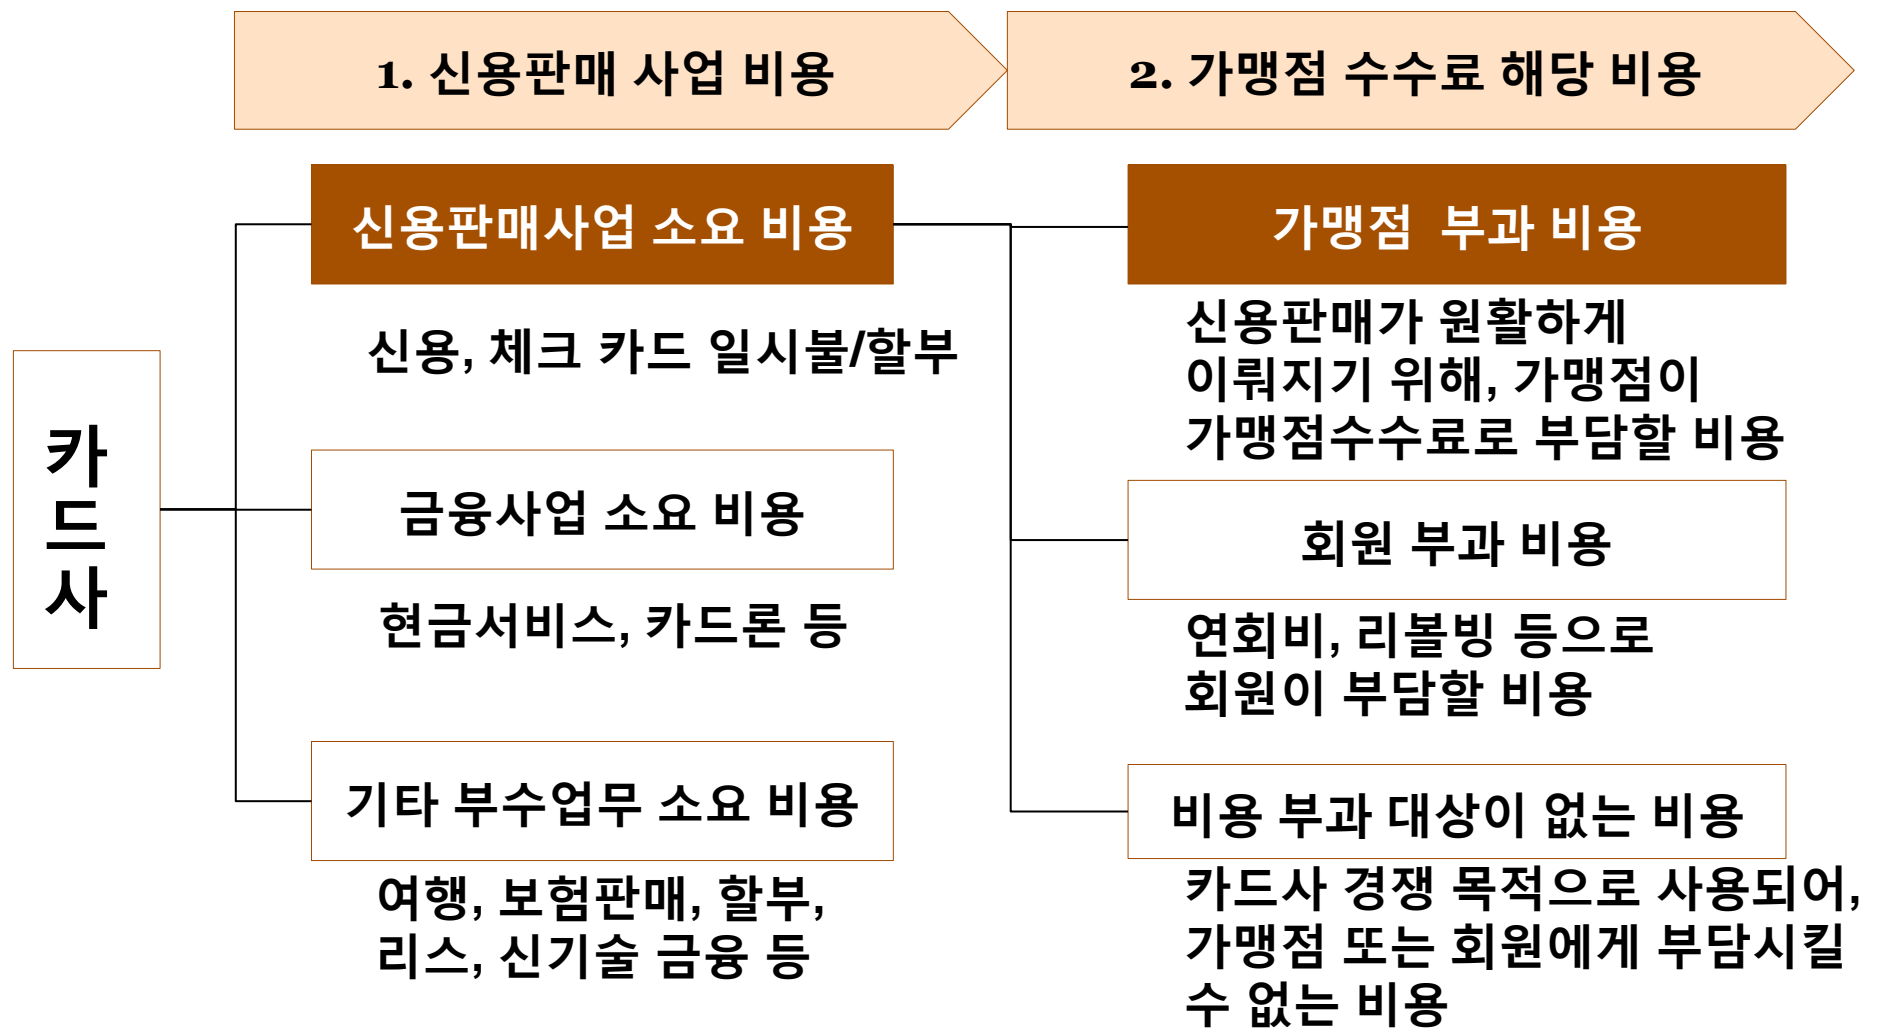 1. 신용판매 사업 비용
2. 가맹점 수수료 해당 비용
카
드
사
신용판매사업 소요 비용
신용, 체크 카드 일시불/할부
금융사업 소요 비용
현금서비스, 카드론 등
기타 부수업무 소요 비용
여행, 보험판매, 할부,
리스, 신기술 금융 등
가맹점 부과 비용
신용판매가 원활하게
이뤄지기 위해, 가맹점이
가맹점수수료로 부담할 비용
회원 부과 비용
연회비, 리볼빙 등으로
회원이 부담할 비용
비용 부과 대상이 없는 비용
카드사 경쟁 목적으로 사용되어,
가맹점 또는 회원에게 부담시킬
수 없는 비용